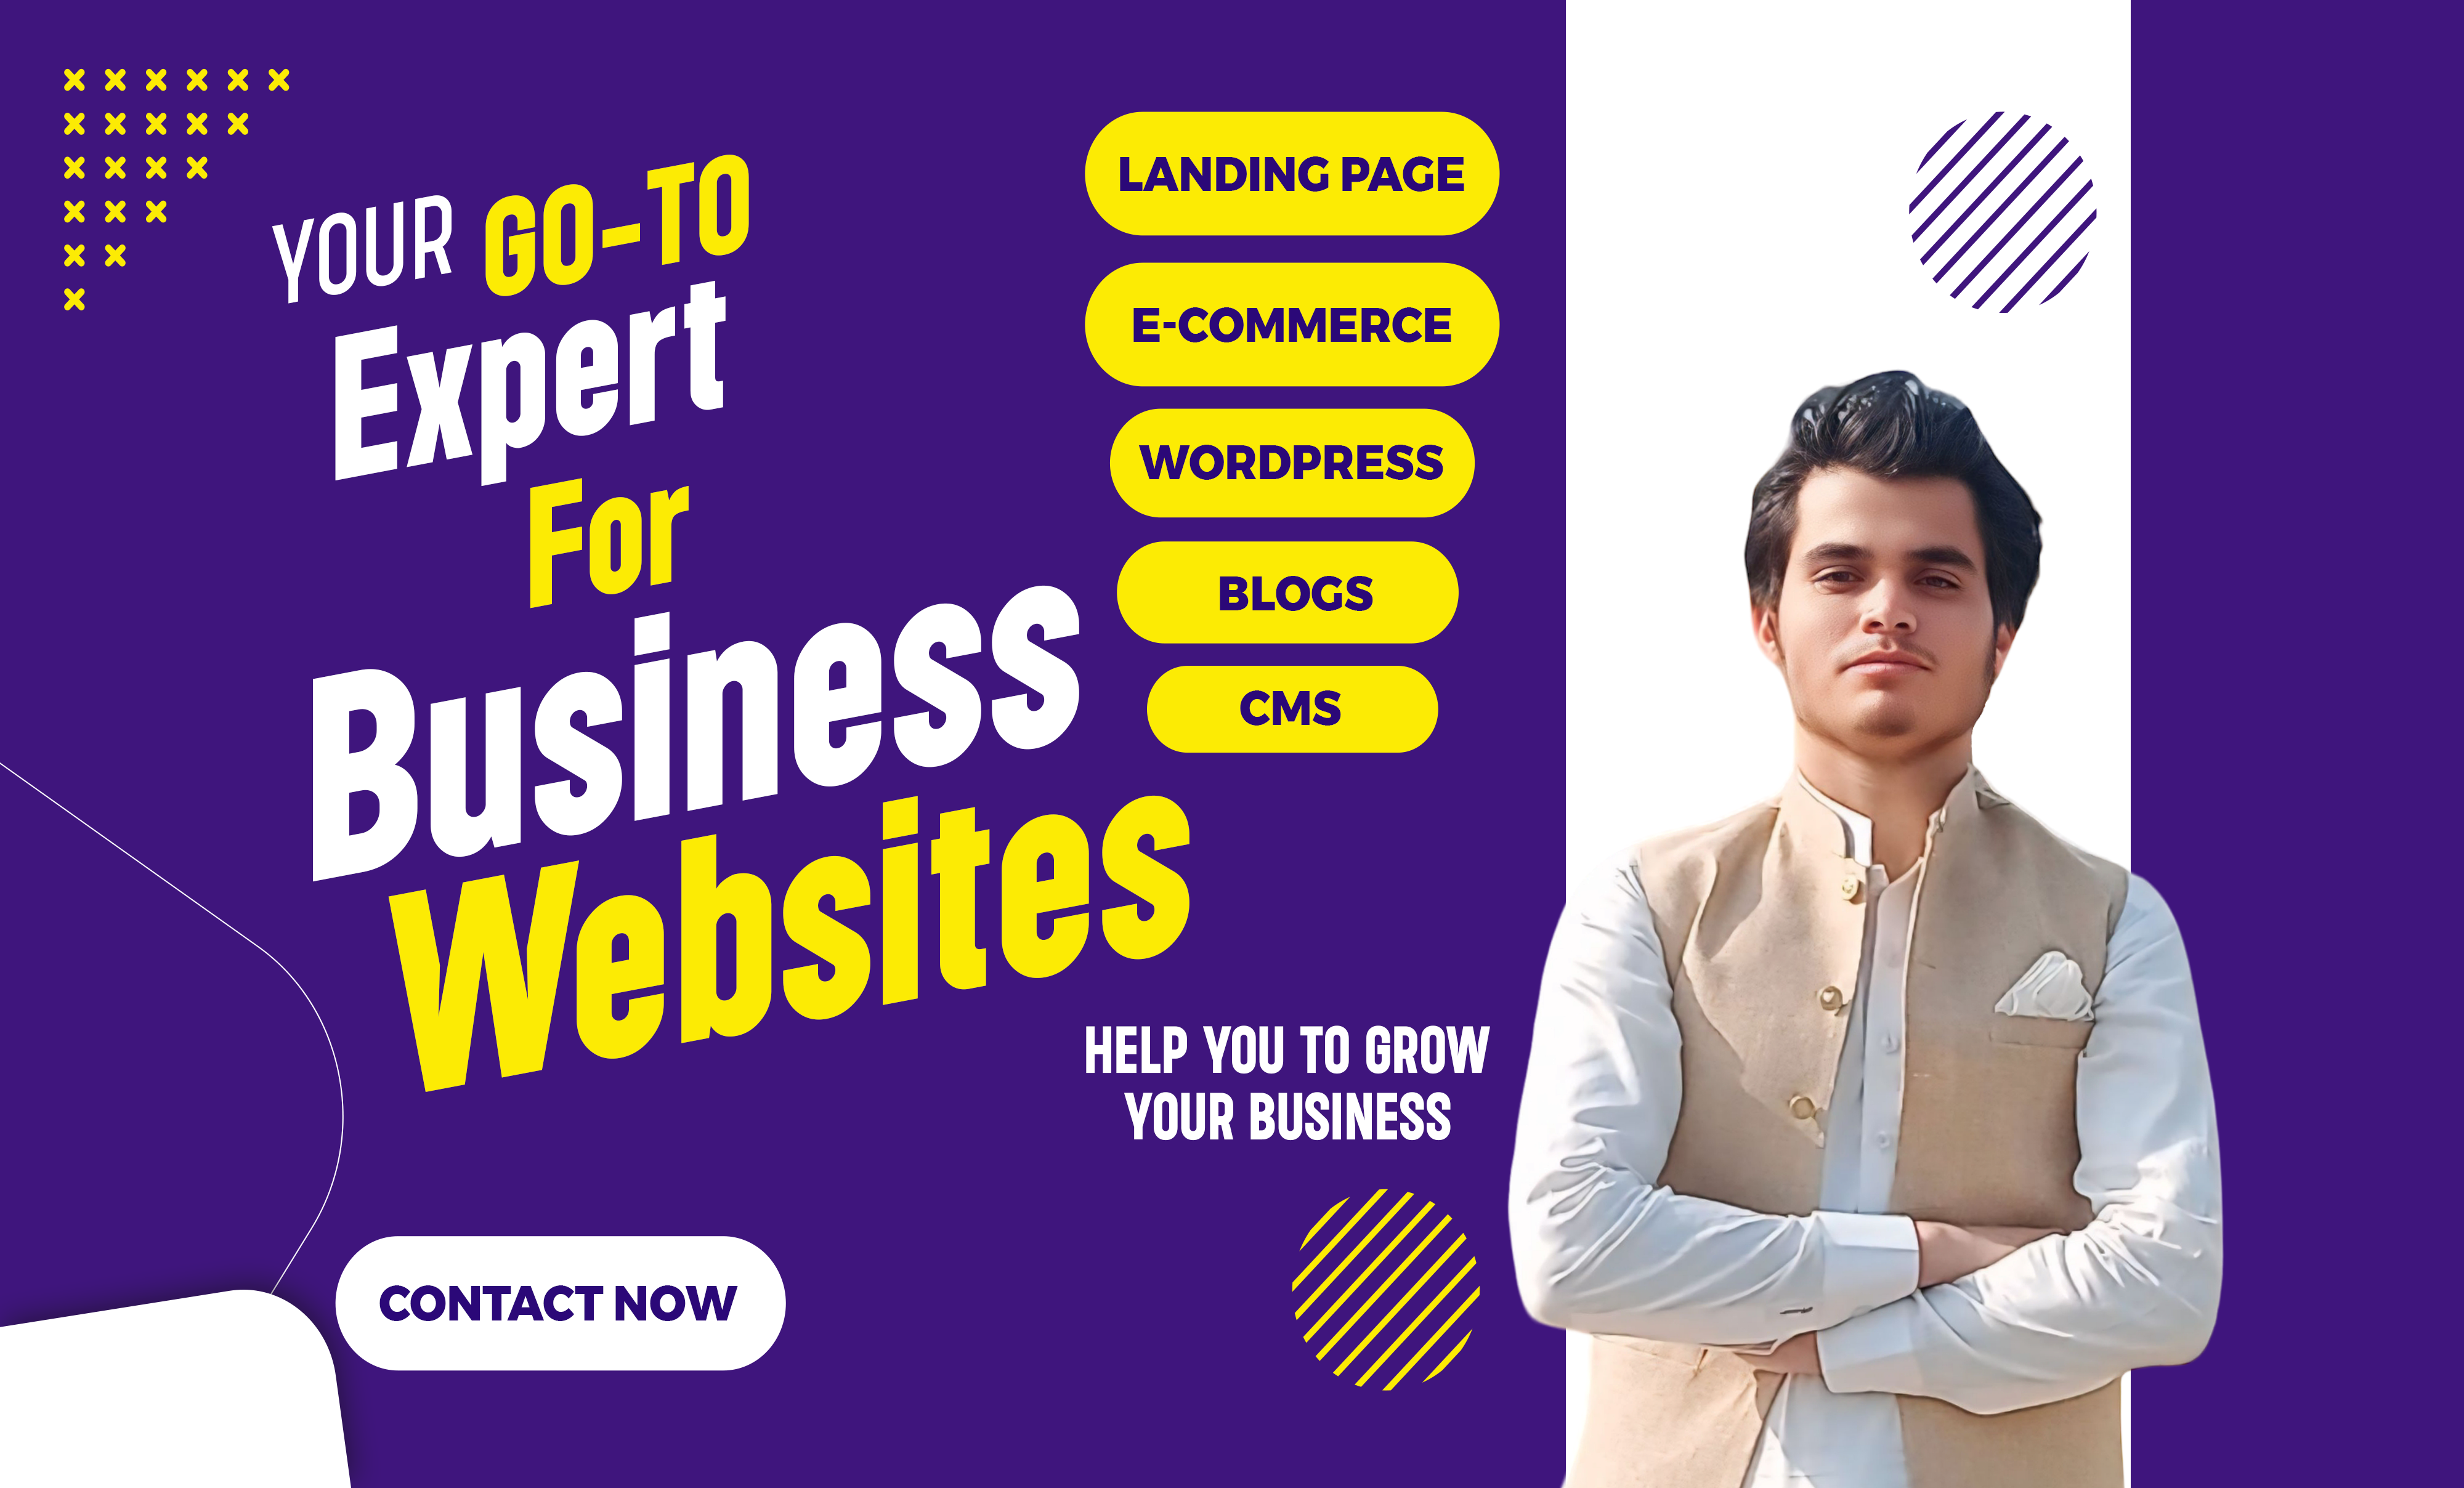 YOUR GO-TO
Expert
For
Business
Websites
LANDING PAGE
E-COMMERCE
WORDPRESS
BLOGS
CMS
HELP YOU TO GROW
YOUR BUSINESS
CONTACT NOW